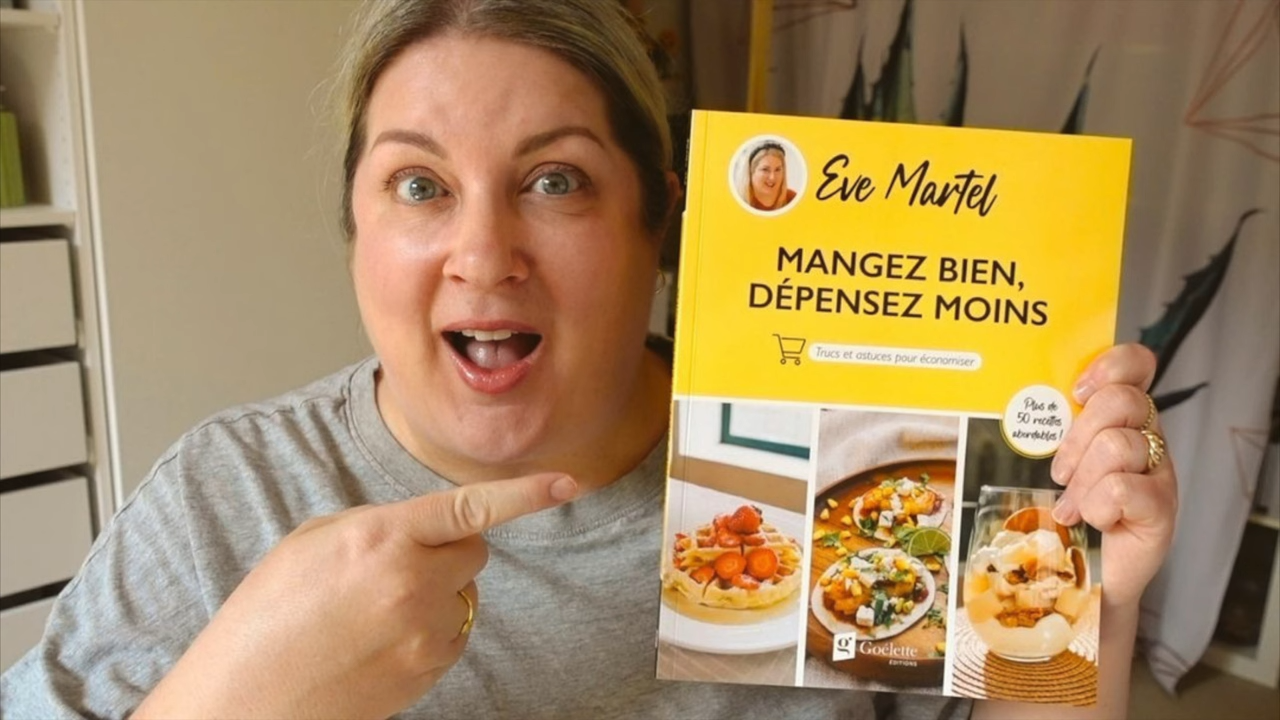 Eve Martel
MANGEZ BIEN,
DÉPENSEZ MOINS
Trucs et astuces pour économiser
Plus de
50 recettes
abordables !
g
Goélette
ÉDITIONS